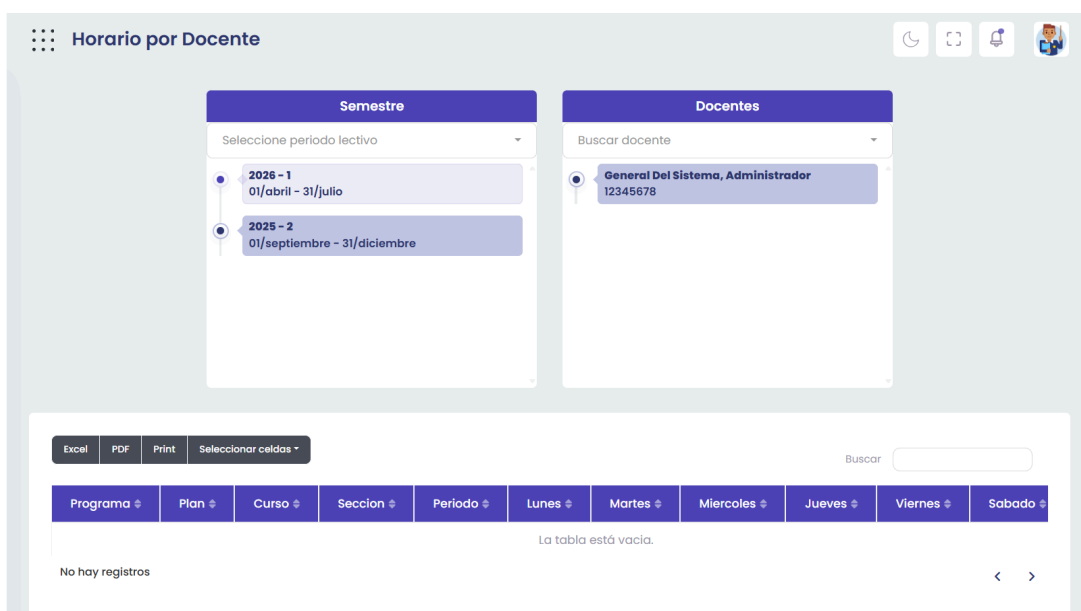 Horario por Docente
Semestre
Seleccione periodo lectivo
2026 - 1
01/abril - 31/julio
2025 - 2
01/septiembre - 31/diciembre
Docentes
Buscar docente
General Del Sistema, Administrador
12345678
Excel PDF Print Seleccionar celdas
Buscar
Programa Plan Curso Seccion Periodo Lunes Martes Miercoles Jueves Viernes Sabado
La tabla está vacia.
No hay registros